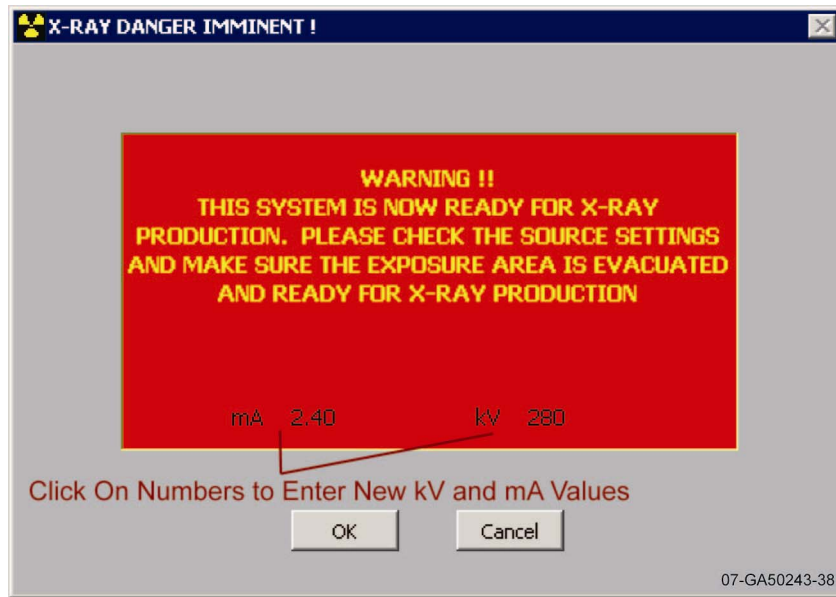 X-RAY DANGER IMMINENT !
WARNING !!
THIS SYSTEM IS NOW READY FOR X-RAY
PRODUCTION. PLEASE CHECK THE SOURCE SETTINGS
AND MAKE SURE THE EXPOSURE AREA IS EVACUATED
AND READY FOR X-RAY PRODUCTION
mA 2.40 kV 280
Click On Numbers to Enter New kV and mA Values
OK Cancel
07-GA50243-38